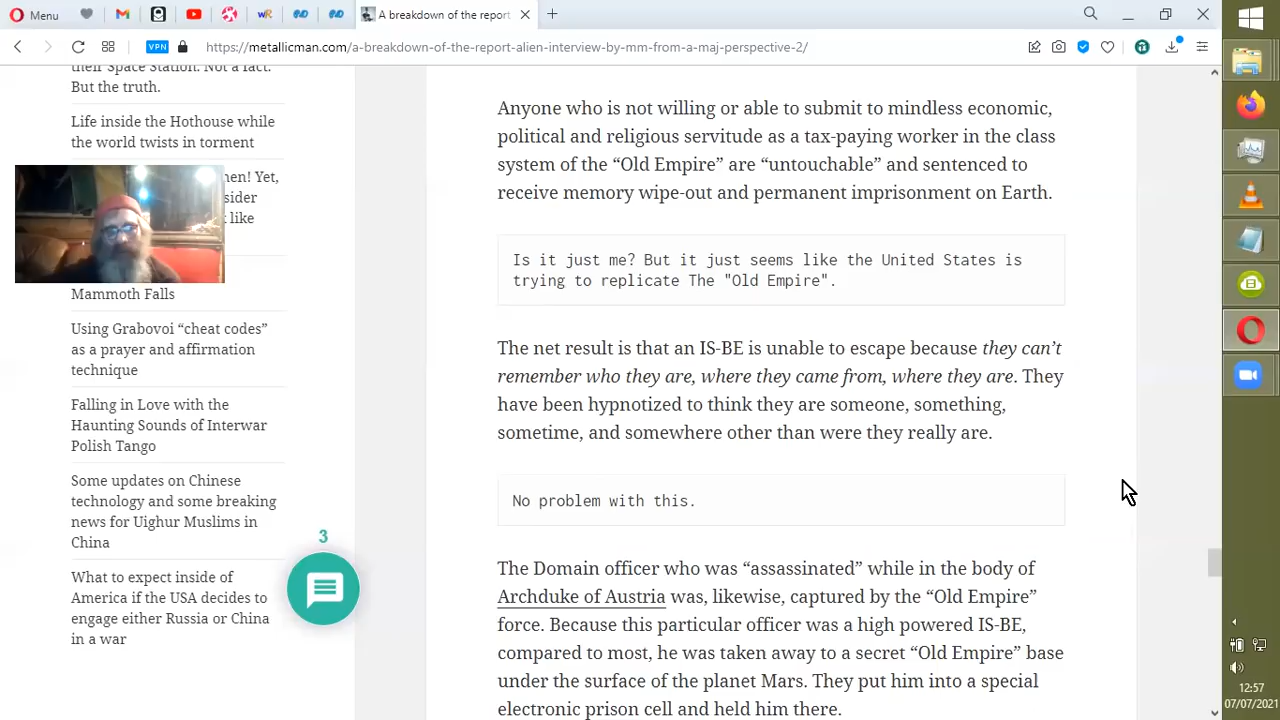 Menu
A breakdown of the report
VPN
https://metallicman.com/a-breakdown-of-the-report-alien-interview-by-mm-from-a-maj-perspective-2/
their Space Station. Not a fact.
But the truth.
Life inside the Hothouse while
the world twists in torment
nen! Yet,
sider
like
Mammoth Falls
Using Grabovoi “cheat codes”
as a prayer and affirmation
technique
Falling in Love with the
Haunting Sounds of Interwar
Polish Tango
Some updates on Chinese
technology and some breaking
news for Uighur Muslims in
China
What to expect inside of
America if the USA decides to
engage either Russia or China
in a war
3
Anyone who is not willing or able to submit to mindless economic,
political and religious servitude as a tax-paying worker in the class
system of the “Old Empire” are “untouchable” and sentenced to
receive memory wipe-out and permanent imprisonment on Earth.
Is it just me? But it just seems like the United States is
trying to replicate The "Old Empire".
The net result is that an IS-BE is unable to escape because they can’t
remember who they are, where they came from, where they are. They
have been hypnotized to think they are someone, something,
sometime, and somewhere other than were they really are.
No problem with this.
The Domain officer who was “assassinated” while in the body of
Archduke of Austria was, likewise, captured by the “Old Empire”
force. Because this particular officer was a high powered IS-BE,
compared to most, he was taken away to a secret “Old Empire” base
under the surface of the planet Mars. They put him into a special
electronic prison cell and held him there.
12:57
07/07/2021